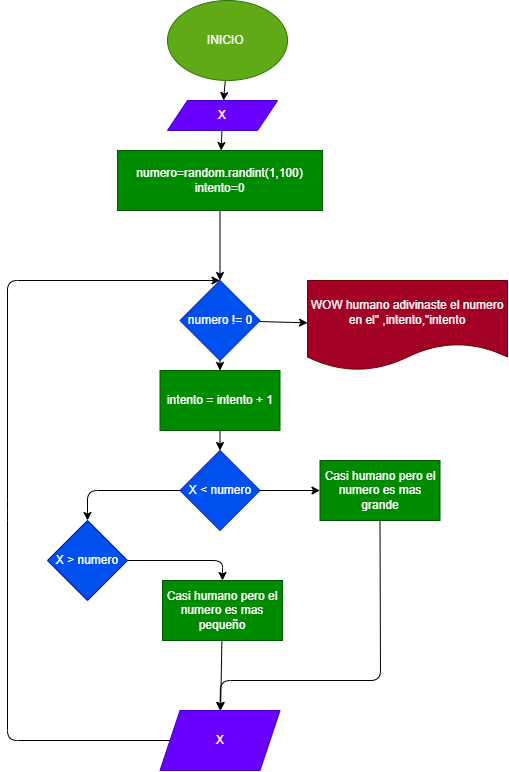 INICIO
X
numero=random.randint(1,100)
intento=0
numero != 0
WOW humano adivinaste el numero
en el" ,intento,"intento
intento = intento + 1
X < numero
Casi humano pero el
numero es mas
grande
X > numero
Casi humano pero el
numero es mas
pequeño
X